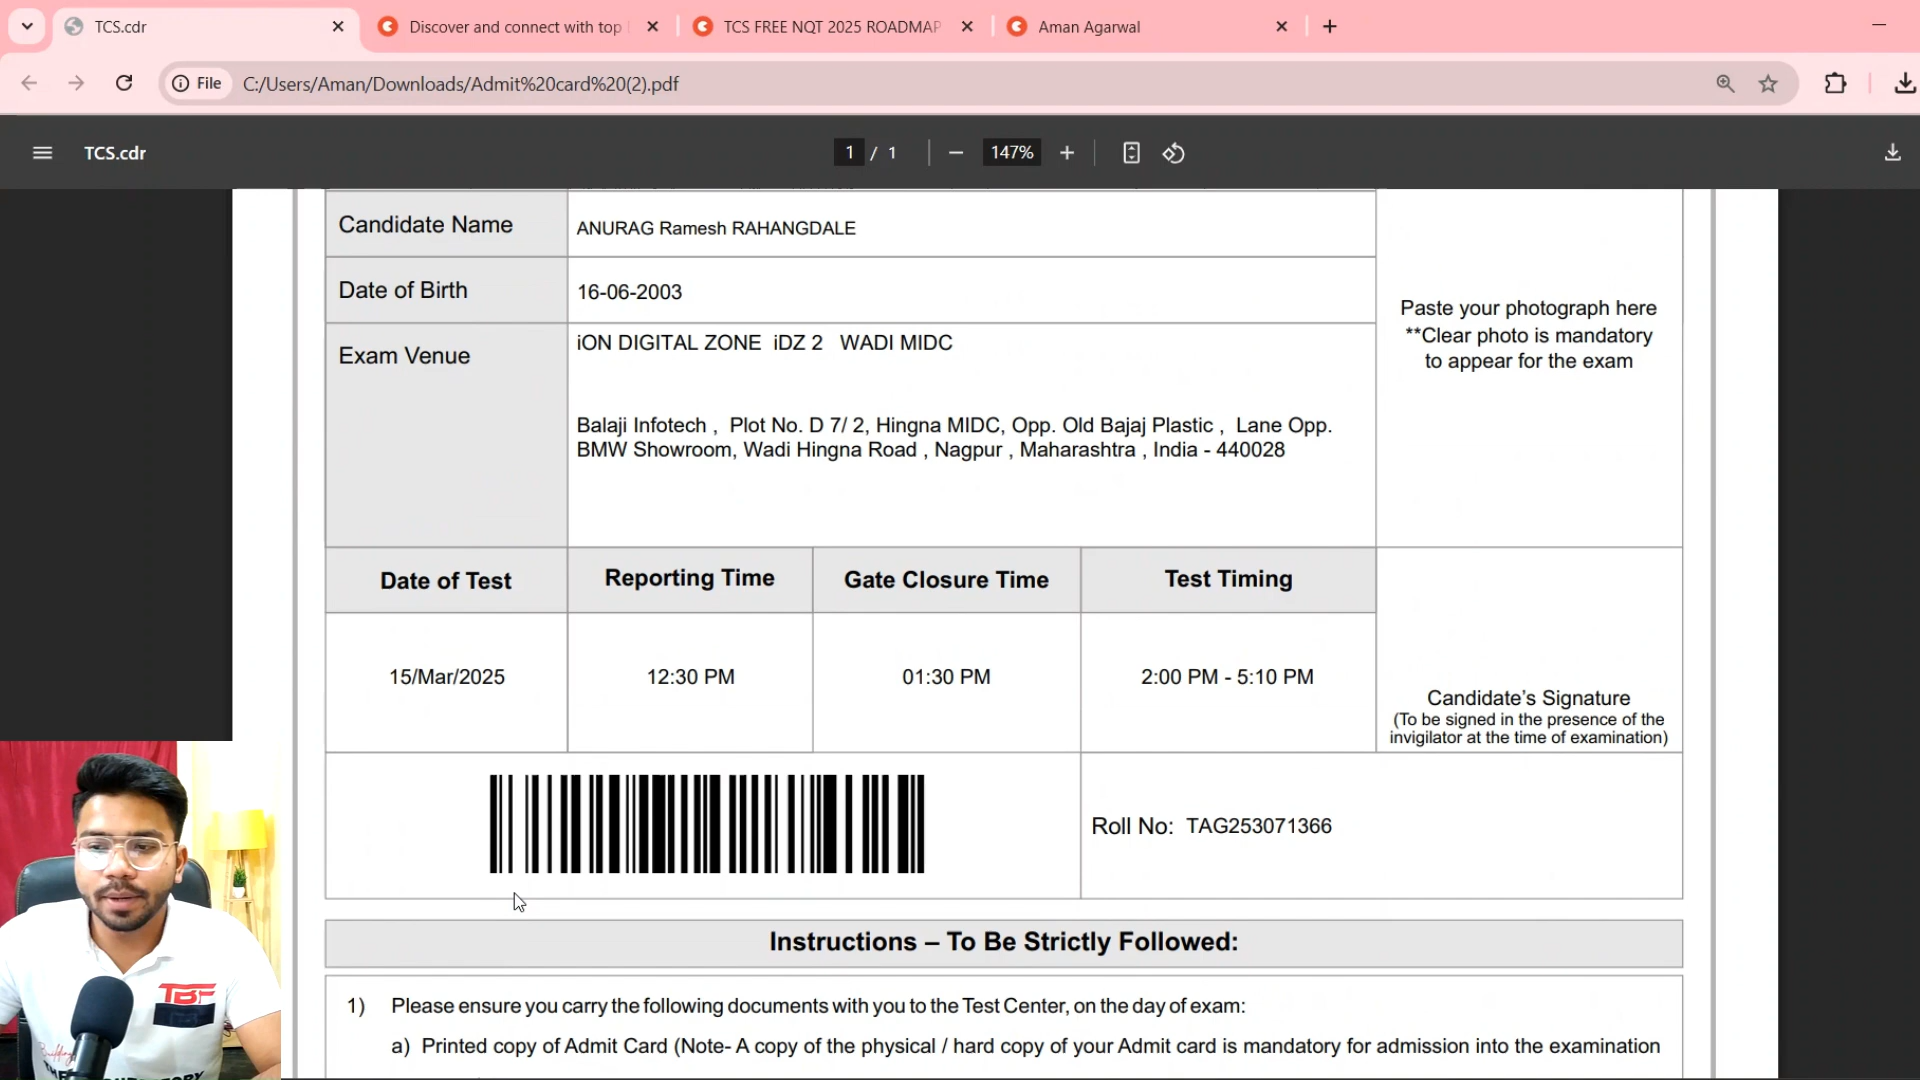 TCS.cdr
Discover and connect with top
TCS FREE NQT 2025 ROADMAP
Aman Agarwal
File
C:/Users/Aman/Downloads/Admit%20card%20(2).pdf
TCS.cdr
1 / 1
147%
Candidate Name
ANURAG Ramesh RAHANGDALE
Date of Birth
16-06-2003
Exam Venue
iON DIGITAL ZONE iDZ 2 WADI MIDC
Balaji Infotech , Plot No. D 7/ 2, Hingna MIDC, Opp. Old Bajaj Plastic , Lane Opp.
BMW Showroom, Wadi Hingna Road , Nagpur , Maharashtra , India - 440028
Paste your photograph here
**Clear photo is mandatory
to appear for the exam
Date of Test
Reporting Time
Gate Closure Time
Test Timing
15/Mar/2025
12:30 PM
01:30 PM
2:00 PM - 5:10 PM
Candidate's Signature
(To be signed in the presence of the
invigilator at the time of examination)
Roll No: TAG253071366
Instructions – To Be Strictly Followed:
1) Please ensure you carry the following documents with you to the Test Center, on the day of exam:
a) Printed copy of Admit Card (Note- A copy of the physical / hard copy of your Admit card is mandatory for admission into the examination
TBF